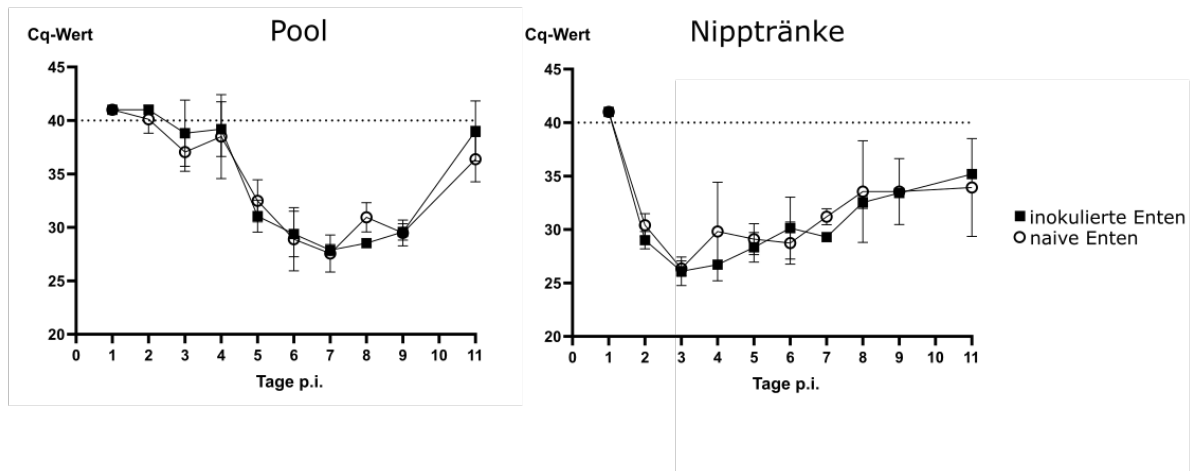 Pool
Cq-Wert
45
40
35
30
25
20
0 1 2 3 4 5 6 7 8 9 10 11
Tage p.i.
Nipptränke
Cq-Wert
45
40
35
30
25
20
0 1 2 3 4 5 6 7 8 9 10 11
Tage p.i.
inokulierte Enten
naive Enten